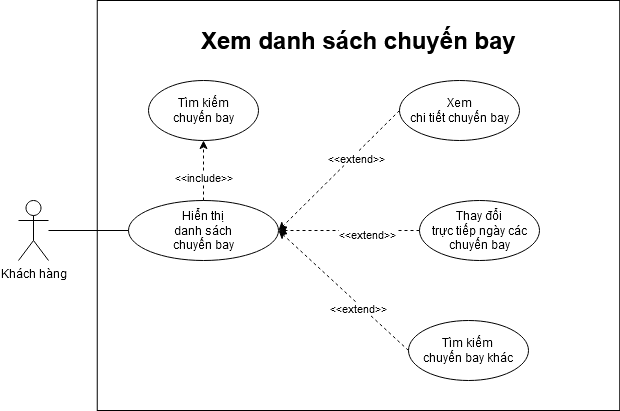 Xem danh sách chuyến bay
Tìm kiếm
chuyến bay
Xem
chi tiết chuyến bay
<<extend>>
<<include>>
Hiển thị
danh sách
chuyến bay
<<extend>>
Thay đổi
trực tiếp ngày các
chuyến bay
Khách hàng
<<extend>>
Tìm kiếm
chuyến bay khác